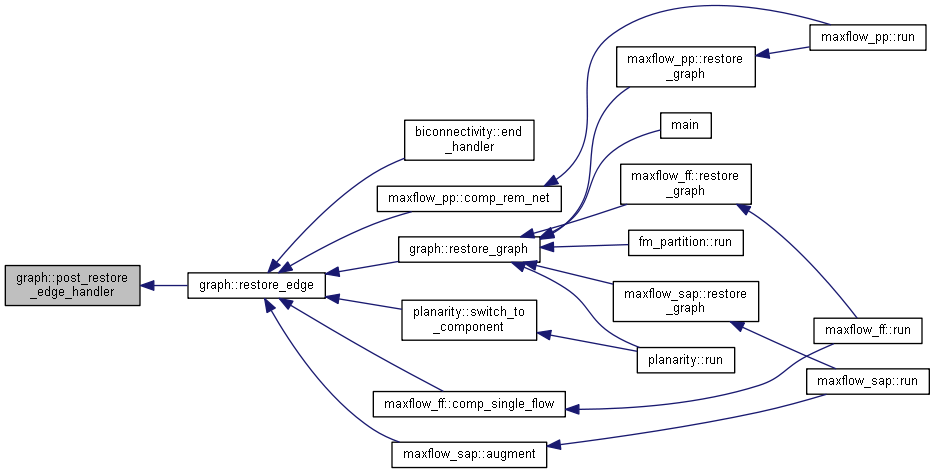 graph::post_restore
_edge_handler
graph::restore_edge
biconnectivity::end
_handler
maxflow_pp::comp_rem_net
graph::restore_graph
planarity::switch_to
_component
maxflow_ff::comp_single_flow
maxflow_sap::augment
maxflow_pp::restore
_graph
main
maxflow_ff::restore
_graph
fm_partition::run
maxflow_sap::restore
_graph
planarity::run
maxflow_pp::run
maxflow_ff::run
maxflow_sap::run